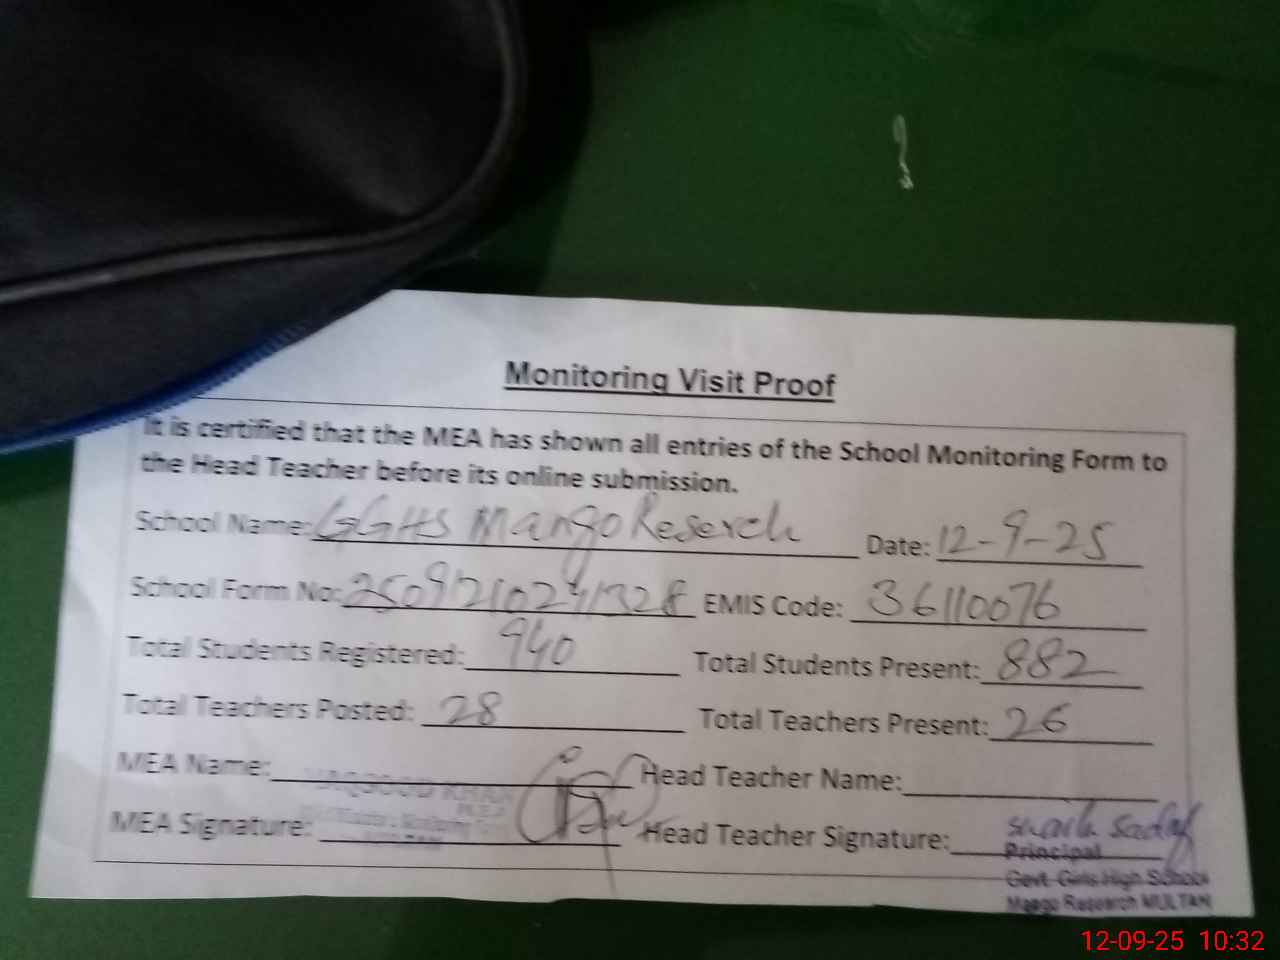 Monitoring Visit Proof
It is certified that the MEA has shown all entries of the School Monitoring Form to
the Head Teacher before its online submission.
School Name: GGHS Mango Reserch Date: 12-9-25
School Form No: EMIS Code: 36110076
Total Students Registered: 940 Total Students Present: 882
Total Teachers Posted: 28 Total Teachers Present: 26
MEA Name: Head Teacher Name:
KHAN
MEA Signature: Head Teacher Signature:
Principal
Govt. Girls High School
Mango Research MULTAN
12-09-25 10:32